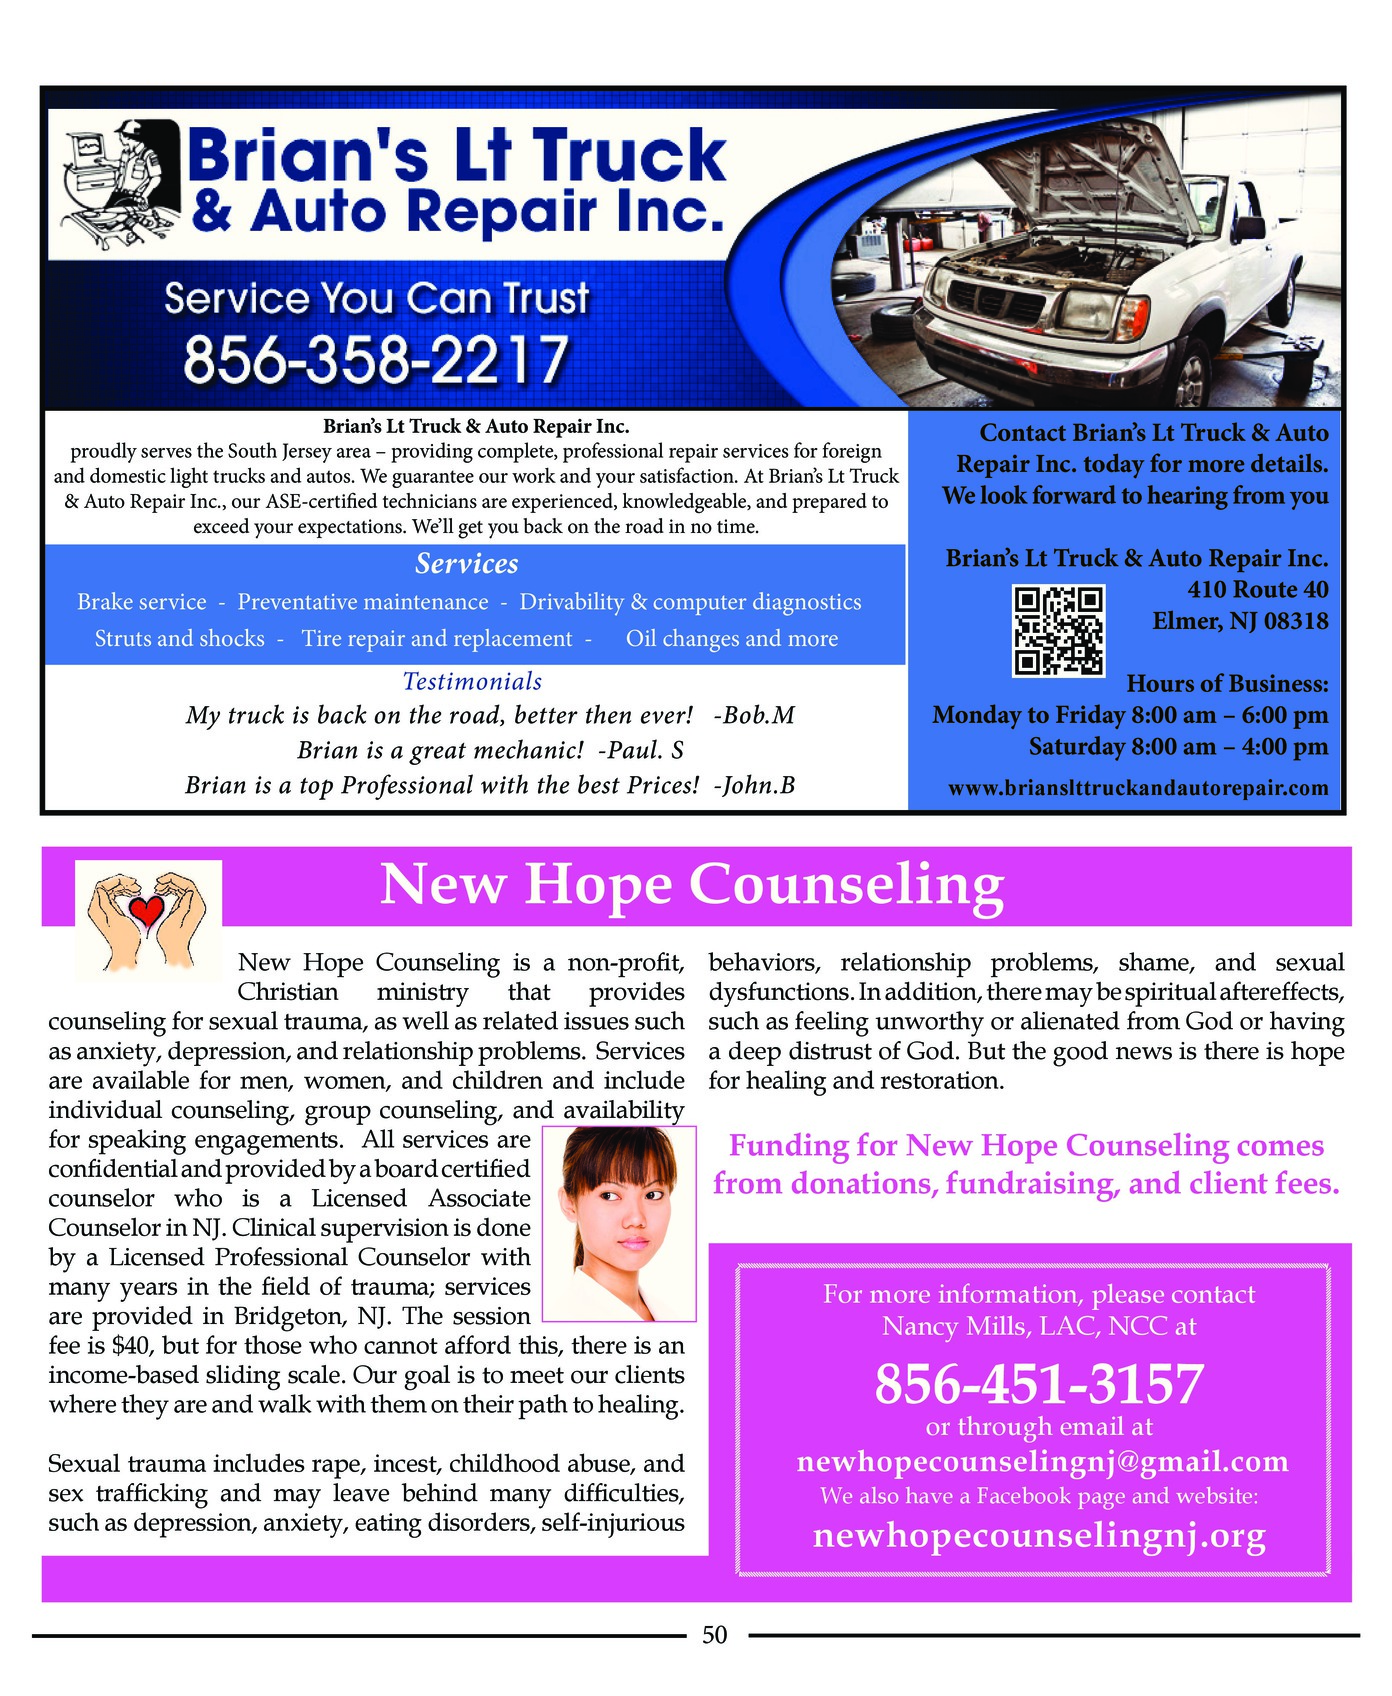 Brian's Lt Truck
& Auto Repair Inc.
Service You Can Trust
856-358-2217
Brian's Lt Truck & Auto Repair Inc.
proudly serves the South Jersey area – providing complete, professional repair services for foreign
and domestic light trucks and autos. We guarantee our work and your satisfaction. At Brian's Lt Truck
& Auto Repair Inc., our ASE-certified technicians are experienced, knowledgeable, and prepared to
exceed your expectations. We'll get you back on the road in no time.
Services
Brake service - Preventative maintenance - Drivability & computer diagnostics
Struts and shocks - Tire repair and replacement - Oil changes and more
Testimonials
My truck is back on the road, better then ever! -Bob.M
Brian is a great mechanic! -Paul. S
Brian is a top Professional with the best Prices! -John.B
Contact Brian's Lt Truck & Auto
Repair Inc. today for more details.
We look forward to hearing from you
Brian's Lt Truck & Auto Repair Inc.
410 Route 40
Elmer, NJ 08318
Hours of Business:
Monday to Friday 8:00 am – 6:00 pm
Saturday 8:00 am – 4:00 pm
www.brianslttruckandautorepair.com
New Hope Counseling
New Hope Counseling is a non-profit,
Christian ministry that provides
counseling for sexual trauma, as well as related issues such
as anxiety, depression, and relationship problems. Services
are available for men, women, and children and include
individual counseling, group counseling, and availability
for speaking engagements. All services are
confidential and provided by a board certified
counselor who is a Licensed Associate
Counselor in NJ. Clinical supervision is done
by a Licensed Professional Counselor with
many years in the field of trauma; services
are provided in Bridgeton, NJ. The session
fee is $40, but for those who cannot afford this, there is an
income-based sliding scale. Our goal is to meet our clients
where they are and walk with them on their path to healing.
Sexual trauma includes rape, incest, childhood abuse, and
sex trafficking and may leave behind many difficulties,
such as depression, anxiety, eating disorders, self-injurious
behaviors, relationship problems, shame, and sexual
dysfunctions. In addition, there may be spiritual aftereffects,
such as feeling unworthy or alienated from God or having
a deep distrust of God. But the good news is there is hope
for healing and restoration.
Funding for New Hope Counseling comes
from donations, fundraising, and client fees.
For more information, please contact
Nancy Mills, LAC, NCC at
856-451-3157
or through email at
newhopecounselingnj@gmail.com
We also have a Facebook page and website:
newhopecounselingnj.org
50